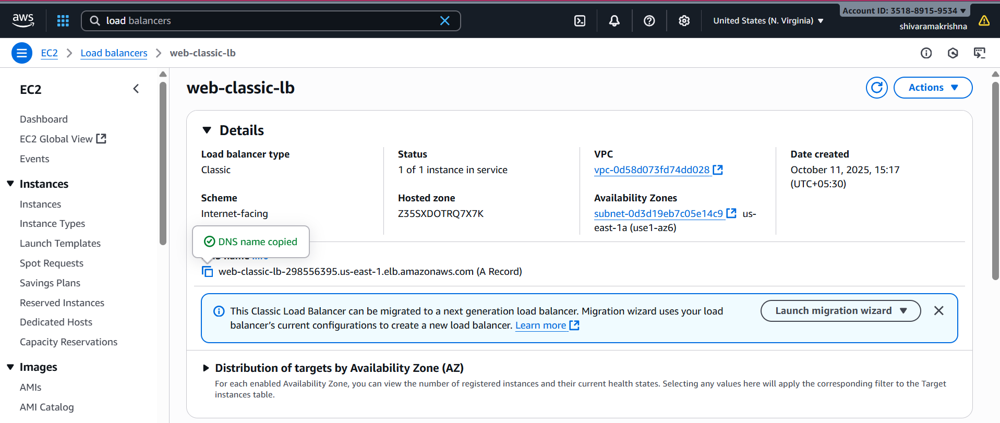 aws
load balancers
United States (N. Virginia)
Account ID: 3518-8915-9534
shivaramakrishna
EC2
Load balancers
web-classic-lb
EC2
Dashboard
EC2 Global View
Events
Instances
Instances
Instance Types
Launch Templates
Spot Requests
Savings Plans
Reserved Instances
Dedicated Hosts
Capacity Reservations
Images
AMIs
AMI Catalog
web-classic-lb
Actions
Details
Load balancer type
Classic
Status
1 of 1 instance in service
VPC
vpc-0d58d073fd74dd028
Date created
October 11, 2025, 15:17
(UTC+05:30)
Scheme
Internet-facing
Hosted zone
Z35SXDOTRQ7X7K
Availability Zones
subnet-0d3d19eb7c05e14c9 us-
east-1a (use1-az6)
DNS name copied
web-classic-lb-298556395.us-east-1.elb.amazonaws.com (A Record)
This Classic Load Balancer can be migrated to a next generation load balancer. Migration wizard uses your load
balancer's current configurations to create a new load balancer. Learn more
Launch migration wizard
Distribution of targets by Availability Zone (AZ)
For each enabled Availability Zone, you can view the number of registered instances and their current health states. Selecting any values here will apply the corresponding filter to the Target
instances table.